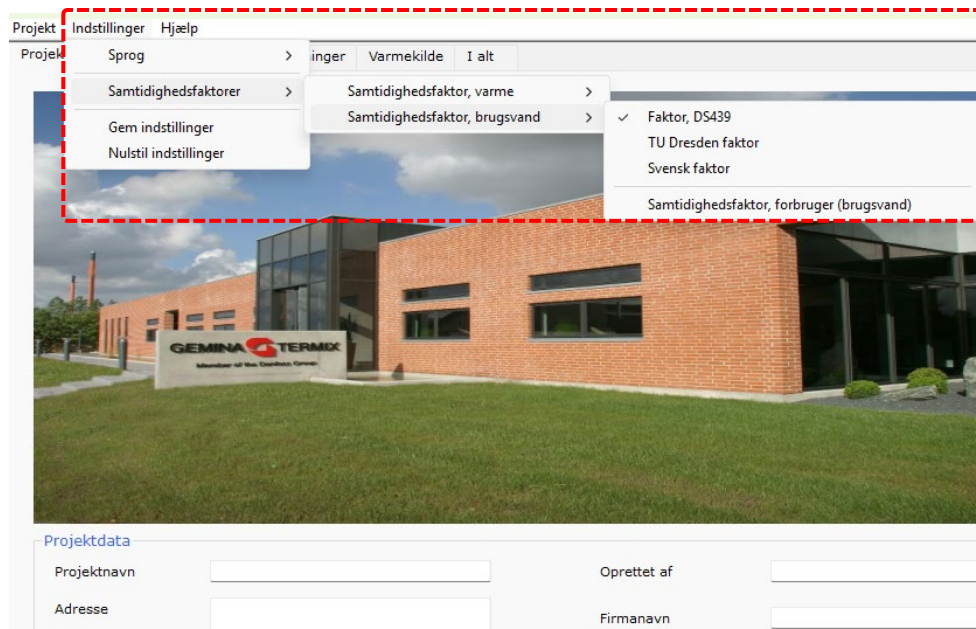 Projekt Indstillinger Hjælp
Projek inger Varmekilde I alt
Sprog
Samtidighedsfaktorer
Gem indstillinger
Nulstil indstillinger
Samtidighedsfaktor, varme
Samtidighedsfaktor, brugsvand
Faktor, DS439
TU Dresden faktor
Svensk faktor
Samtidighedsfaktor, forbruger (brugsvand)
GEMINA TERMIX
Member of the Danfoss Group
Projektdata
Projektnavn Oprettet af
Adresse
Firmanavn